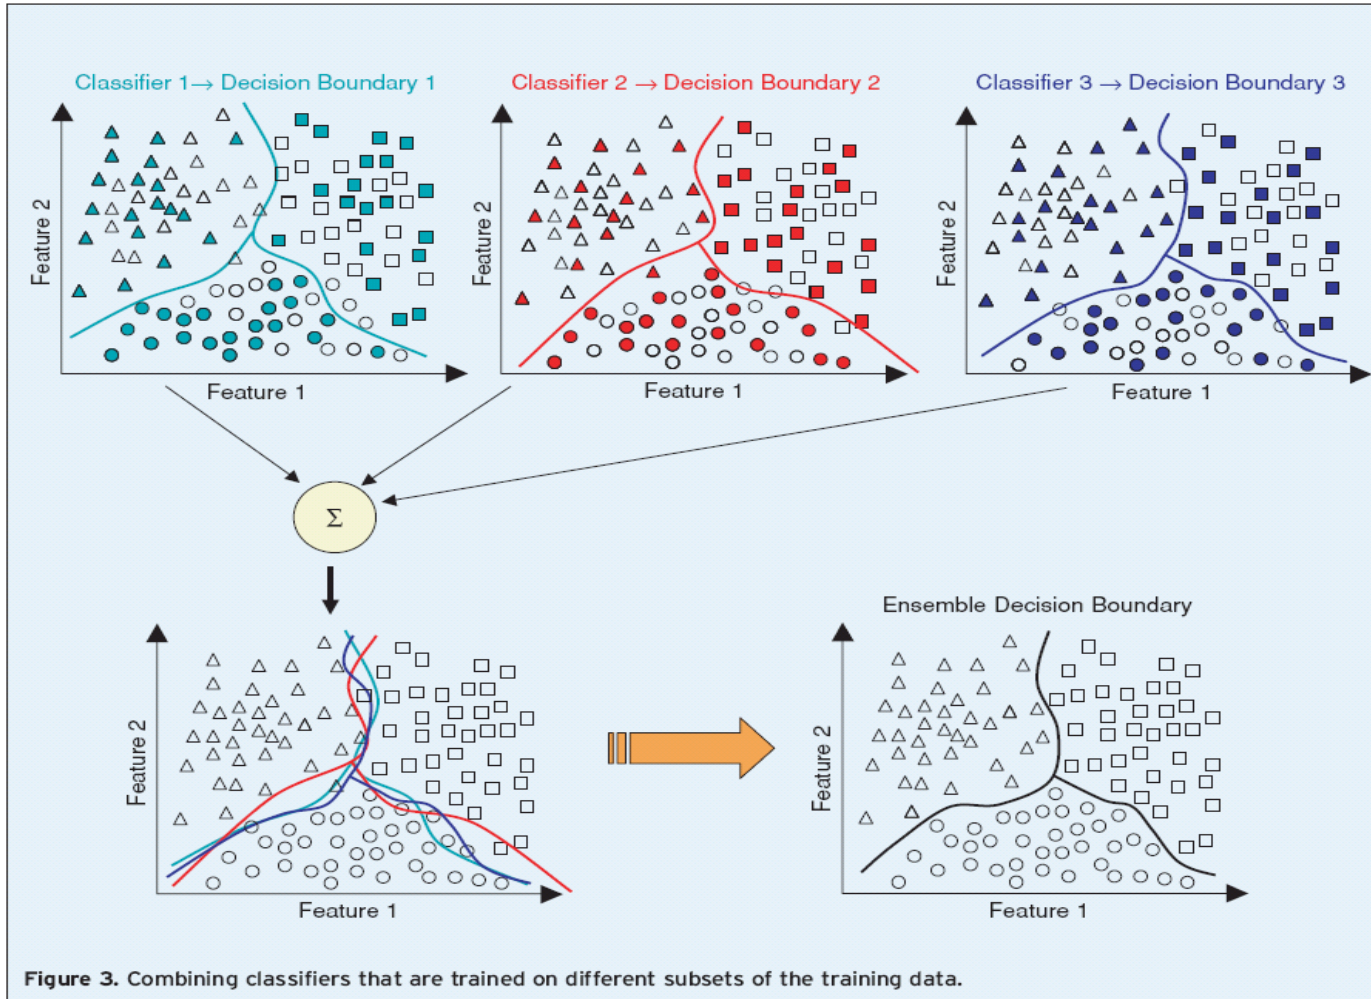 Classifier 1→ Decision Boundary 1
Classifier 2 → Decision Boundary 2
Classifier 3 → Decision Boundary 3
Feature 2
Feature 1
Feature 2
Feature 1
Feature 2
Feature 1
Σ
Ensemble Decision Boundary
Feature 2
Feature 1
Feature 2
Feature 1
Figure 3. Combining classifiers that are trained on different subsets of the training data.